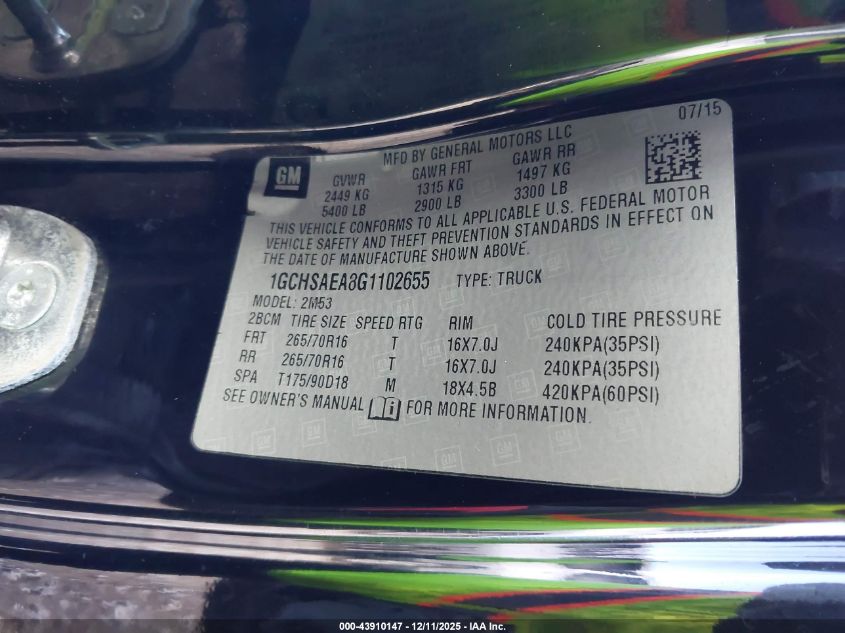 07/15
MFD BY GENERAL MOTORS LLC
GM
GVWR GAWR FRT GAWR RR
2449 KG 1315 KG 1497 KG
5400 LB 2900 LB 3300 LB
THIS VEHICLE CONFORMS TO ALL APPLICABLE U.S. FEDERAL MOTOR
VEHICLE SAFETY AND THEFT PREVENTION STANDARDS IN EFFECT ON
THE DATE OF MANUFACTURE SHOWN ABOVE.
1GCHSAEA8G1102655 TYPE: TRUCK
MODEL: 2M53
2BCM TIRE SIZE SPEED RTG RIM COLD TIRE PRESSURE
FRT 265/70R16 T 16X7.0J 240KPA(35PSI)
RR 265/70R16 T 16X7.0J 240KPA(35PSI)
SPA T175/90D18 M 18X4.5B 420KPA(60PSI)
SEE OWNER'S MANUAL FOR MORE INFORMATION.
000-43910147 - 12/11/2025 - IAA Inc.